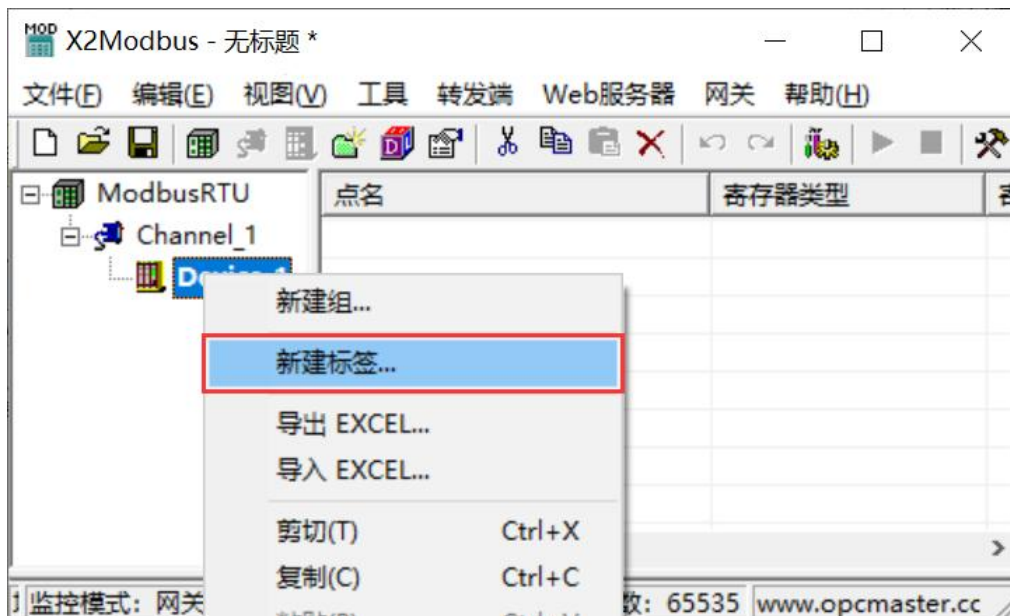 MOD
X2Modbus - 无标题 *
文件(F) 编辑(E) 视图(V) 工具 转发端 Web服务器 网关 帮助(H)
ModbusRTU
点名 寄存器类型
Channel_1
新建组...
新建标签...
导出 EXCEL...
导入 EXCEL...
剪切(T) Ctrl+X
复制(C) Ctrl+C
监控模式: 网关 数: 65535 www.opcmaster.cc